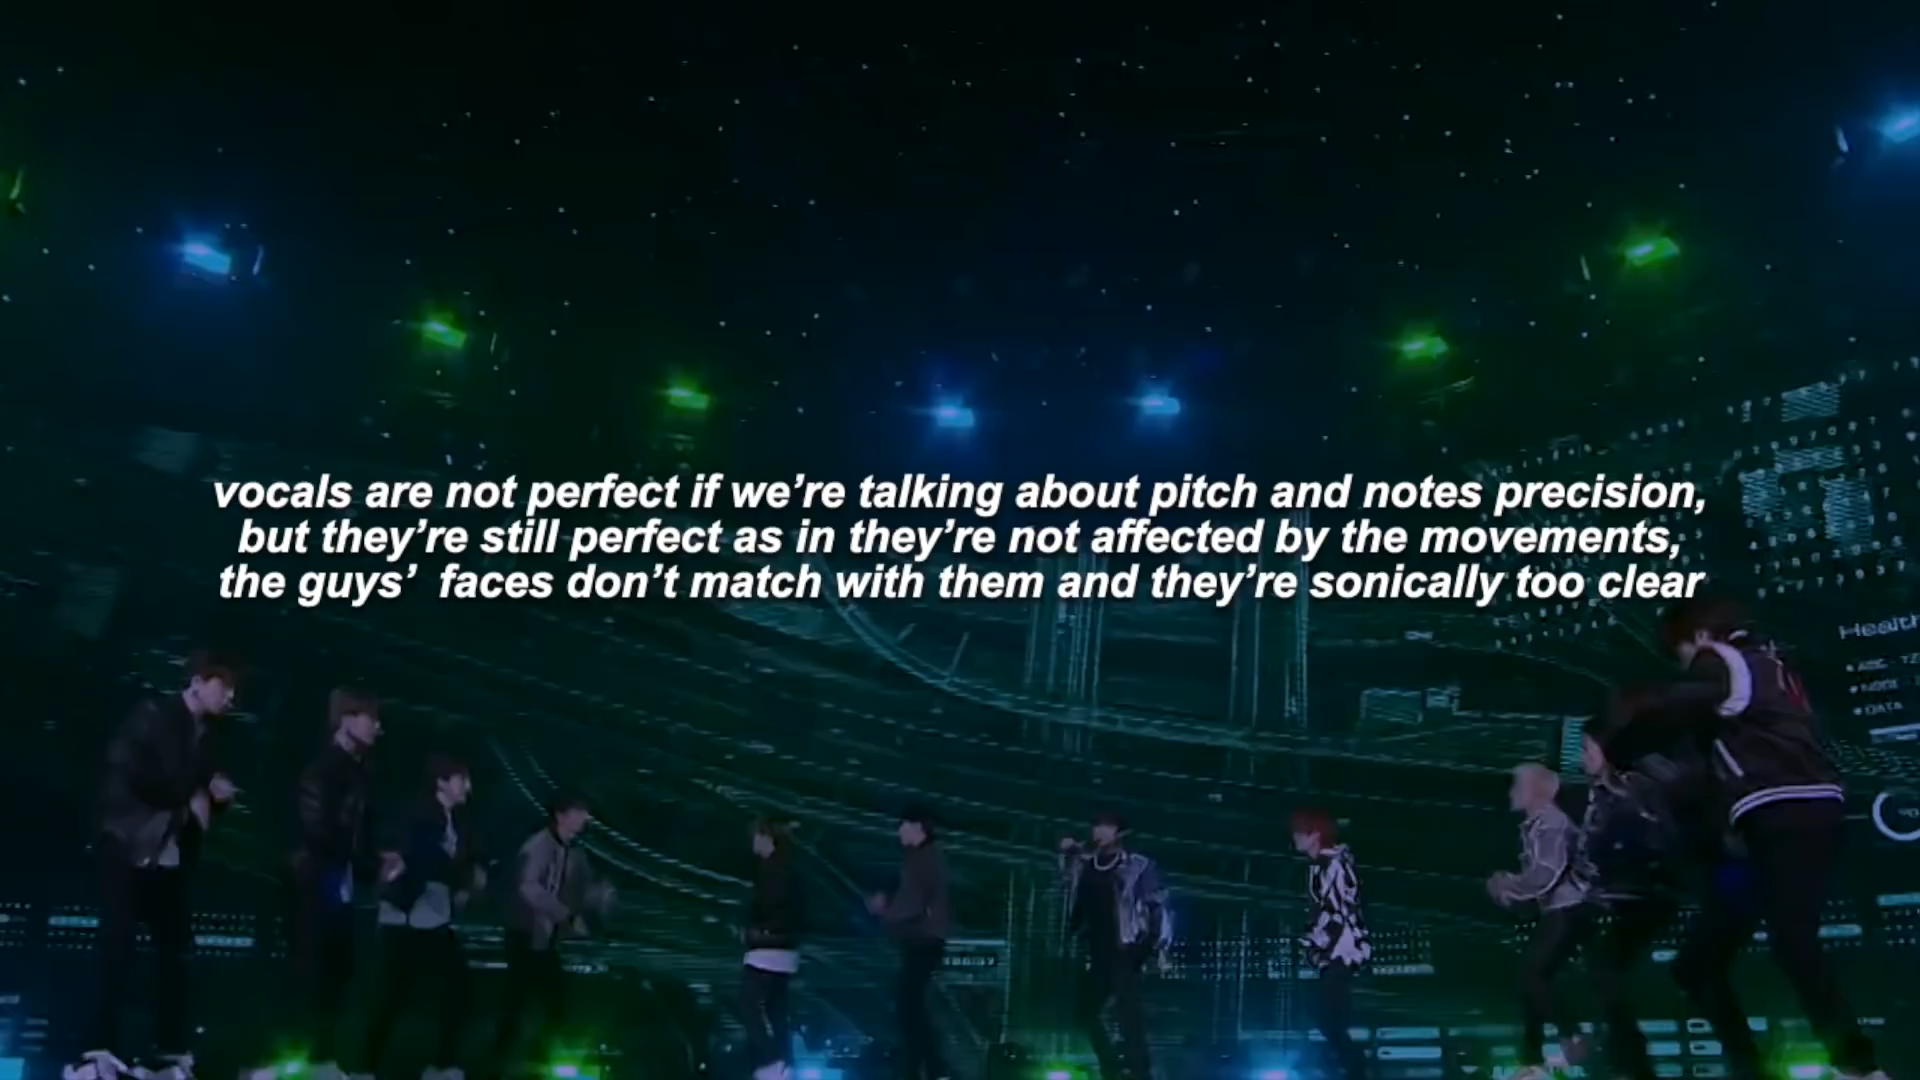 vocals are not perfect if we’re talking about pitch and notes precision,
but they’re still perfect as in they’re not affected by the movements,
the guys’ faces don’t match with them and they’re sonically too clear
Health
DATA